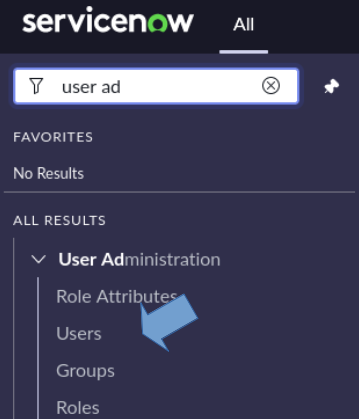 servicenow
All
user ad
FAVORITES
No Results
ALL RESULTS
User Administration
Role Attributes
Users
Groups
Roles